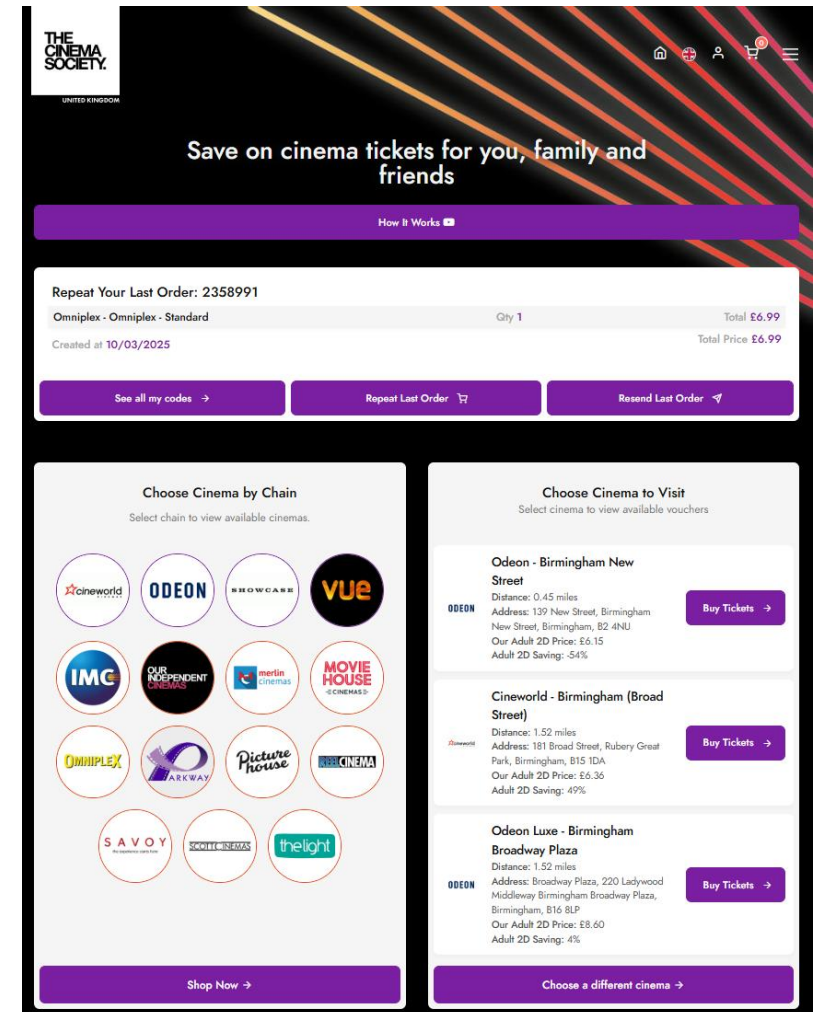 THE
CINEMA
SOCIETY.
UNITED KINGDOM
0
Save on cinema tickets for you, family and
friends
How It Works
Repeat Your Last Order: 2358991
Omniplex - Omniplex - Standard Qty 1 Total £6.99
Created at 10/03/2025 Total Price £6.99
See all my codes → Repeat Last Order Resend Last Order
Choose Cinema by Chain
Select chain to view available cinemas.
cineworld
ODEON
SHOWCASE
VUE
IMC
OUR
INDEPENDENT
CINEMAS
merlin
cinemas
MOVIE
HOUSE
CINEMAS
OMNIPLEX
PARKWAY
Picture
house
REEL CINEMA
SAVOY
SCOTT CINEMAS
thelight
Shop Now →
Choose Cinema to Visit
Select cinema to view available vouchers
ODEON
Odeon - Birmingham New
Street
Distance: 0.45 miles
Address: 139 New Street, Birmingham
New Street, Birmingham, B2 4NU
Our Adult 2D Price: £6.15
Adult 2D Saving: -54%
Buy Tickets →
cineworld
Cineworld - Birmingham (Broad
Street)
Distance: 1.52 miles
Address: 181 Broad Street, Rubery Great
Park, Birmingham, B15 1DA
Our Adult 2D Price: £6.36
Adult 2D Saving: 49%
Buy Tickets →
ODEON
Odeon Luxe - Birmingham
Broadway Plaza
Distance: 1.52 miles
Address: Broadway Plaza, 220 Ladywood
Middleway Birmingham Broadway Plaza,
Birmingham, B16 8LP
Our Adult 2D Price: £8.60
Adult 2D Saving: 4%
Buy Tickets →
Choose a different cinema →